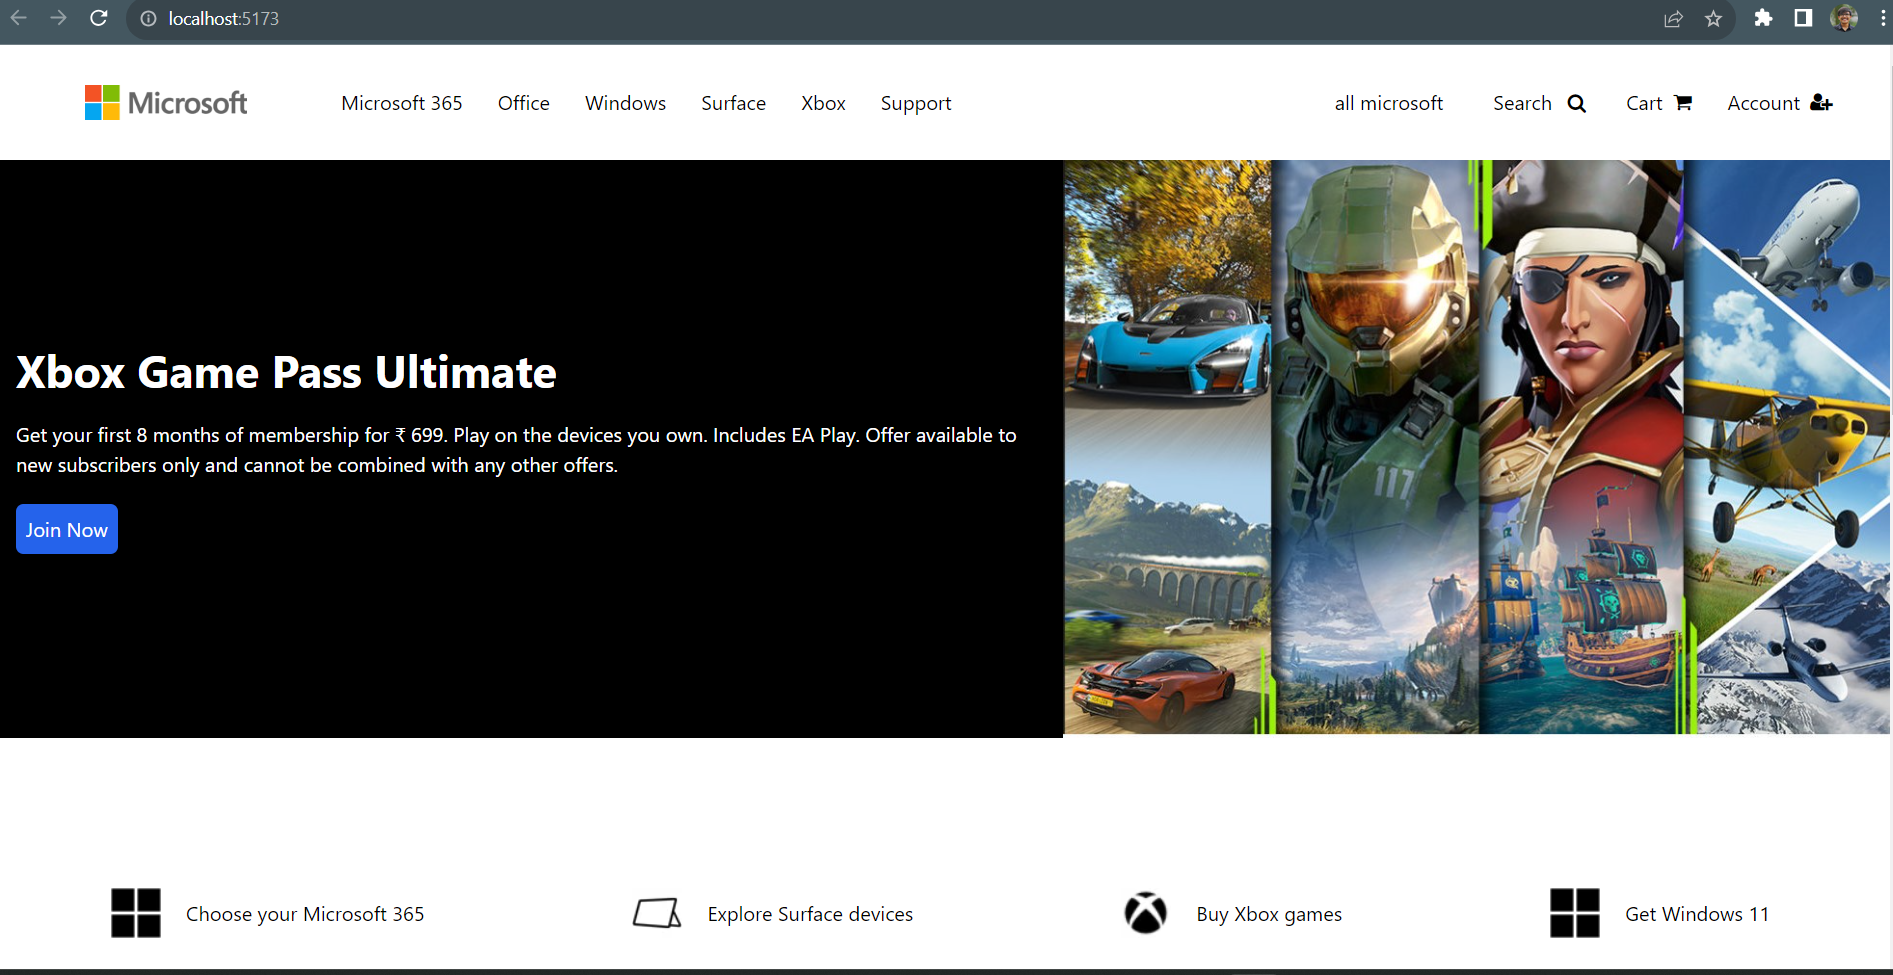 localhost:5173
Microsoft Microsoft 365 Office Windows Surface Xbox Support all microsoft Search Cart Account
Xbox Game Pass Ultimate
Get your first 8 months of membership for ₹ 699. Play on the devices you own. Includes EA Play. Offer available to
new subscribers only and cannot be combined with any other offers.
Join Now
117
Choose your Microsoft 365 Explore Surface devices Buy Xbox games Get Windows 11